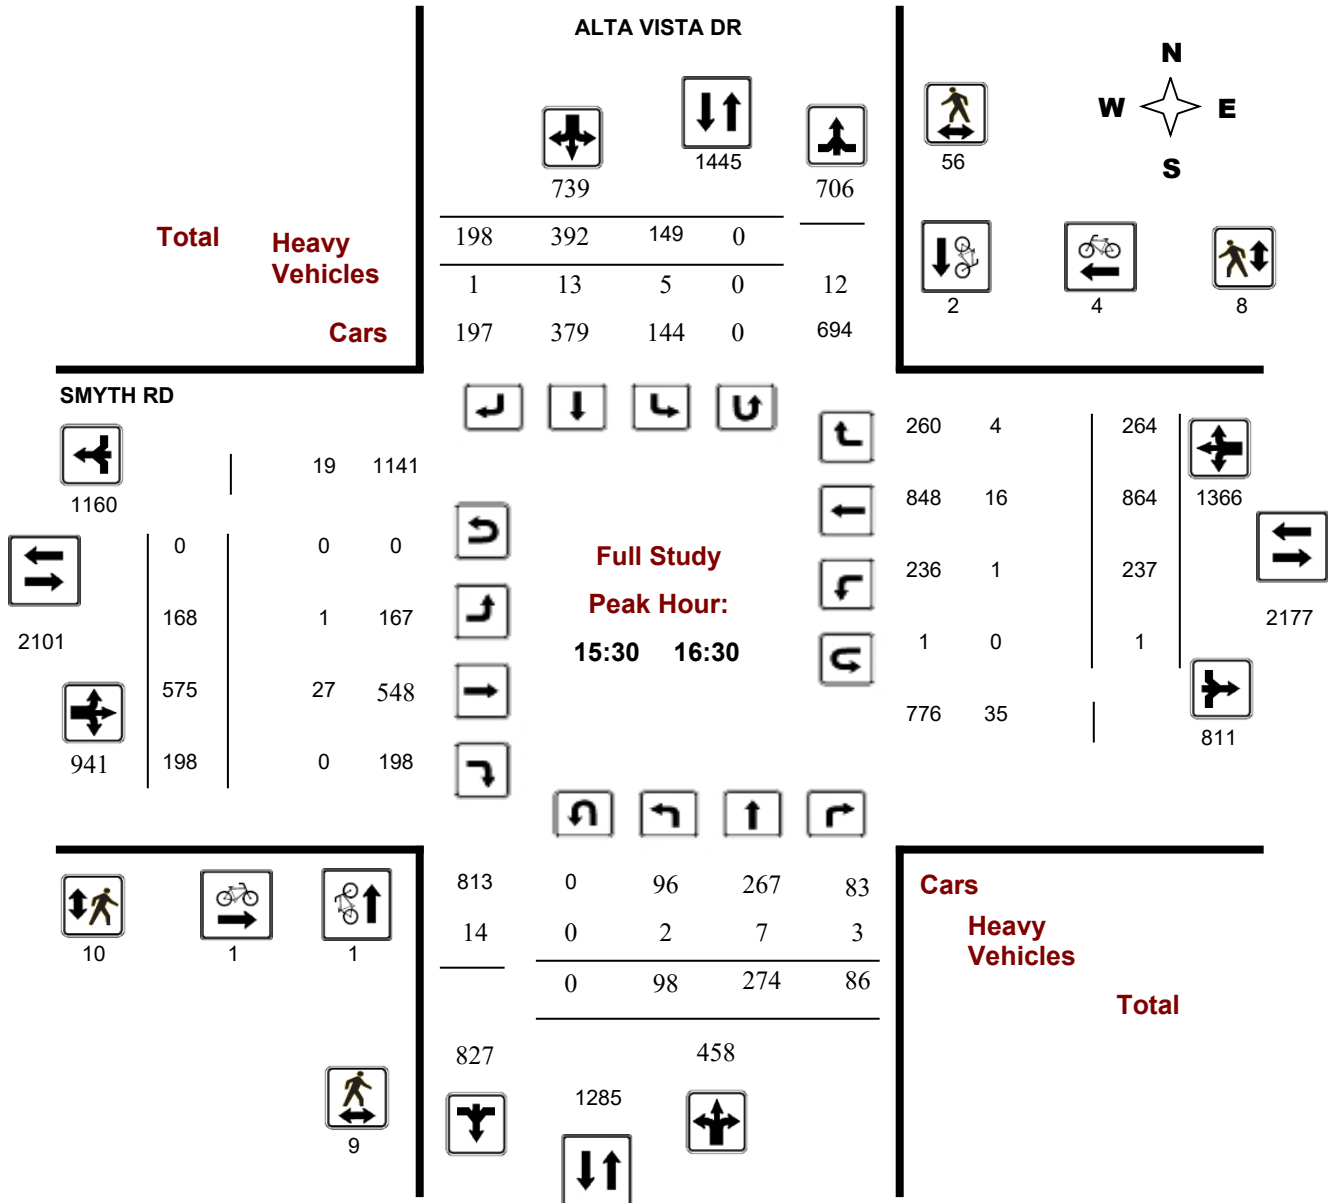 ALTA VISTA DR
N
W E
S
1445
56
739
706
Total
Heavy
Vehicles
Cars
198 392 149 0
1 13 5 0 12
197 379 144 0 694
2 4 8
SMYTH RD
19 1141
1160
0 0 0
168 1 167
2101
575 27 548
941
198 0 198
Full Study
Peak Hour:
15:30 16:30
260 4 264
1366
848 16 864
236 1 237
2177
1 0 1
776 35
811
813 0 96 267 83
14 0 2 7 3
0 98 274 86
10 1 1
Cars
Heavy
Vehicles
Total
827 458
1285
9